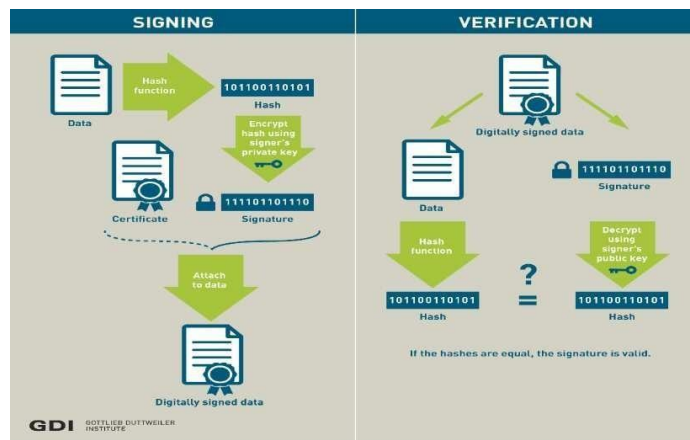 SIGNING
Data
Hash
function
101100110101
Hash
Encrypt
hash using
signer's
private key
Certificate
111101101110
Signature
Attach
to data
Digitally signed data
GDI GOTTLIEB DUTTWEILER
INSTITUTE
VERIFICATION
Digitally signed data
Data
111101101110
Signature
Hash
function
Decrypt
using
signer's
public key
?
=
101100110101
Hash
101100110101
Hash
If the hashes are equal, the signature is valid.